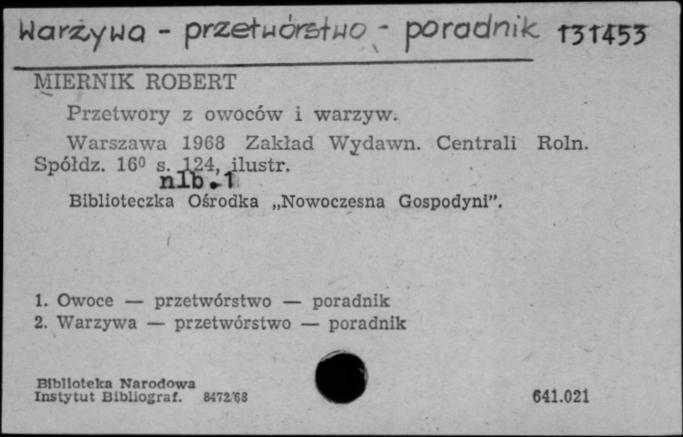 Warzywa - przetwórstwo - poradnik 131453
MIERNIK ROBERT
Przetwory z owoców i warzyw.
Warszawa 1968 Zakład Wydawn. Centrali Roln.
Spółdz. 16⁰ s. 124, ilustr.
nlb. 1
Biblioteczka Ośrodka „Nowoczesna Gospodyni”.
1. Owoce — przetwórstwo — poradnik
2. Warzywa — przetwórstwo — poradnik
Biblioteka Narodowa
Instytut Bibliograf. 8472/68
641.021